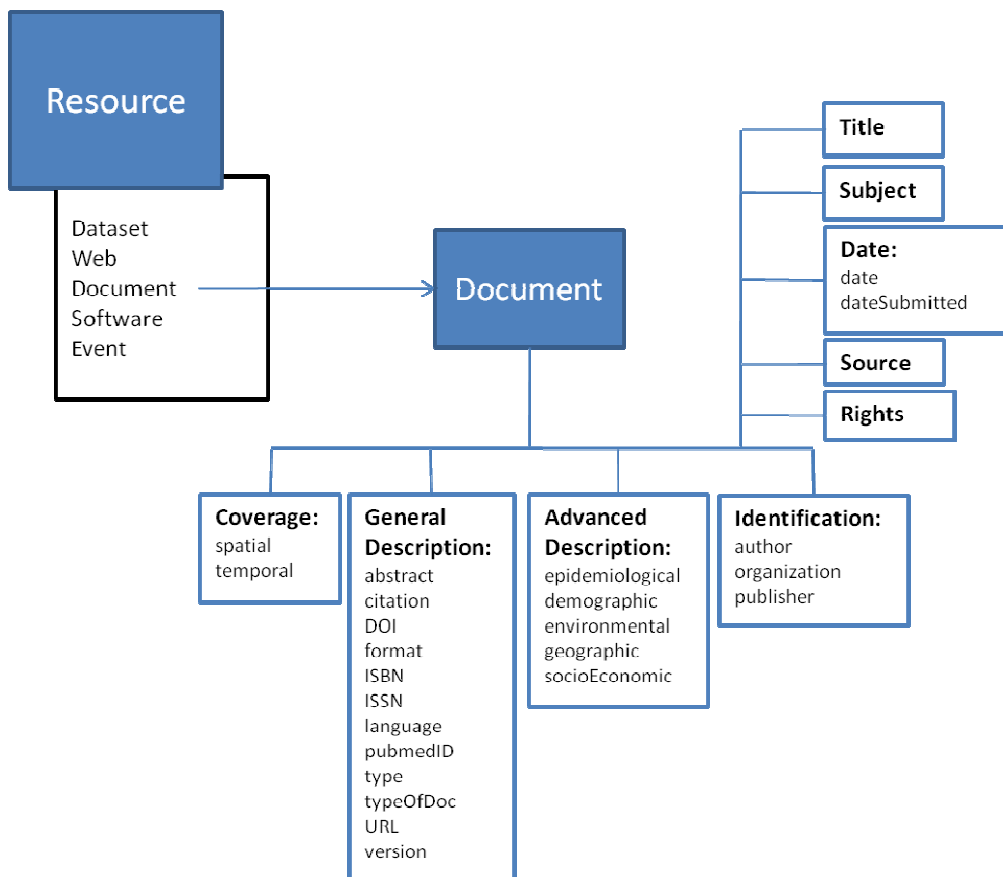 Resource
Dataset
Web
Document
Software
Event
Document
Title
Subject
Date:
date
dateSubmitted
Source
Rights
Coverage:
spatial
temporal
General
Description:
abstract
citation
DOI
format
ISBN
ISSN
language
pubmedID
type
typeOfDoc
URL
version
Advanced
Description:
epidemiological
demographic
environmental
geographic
socioEconomic
Identification:
author
organization
publisher